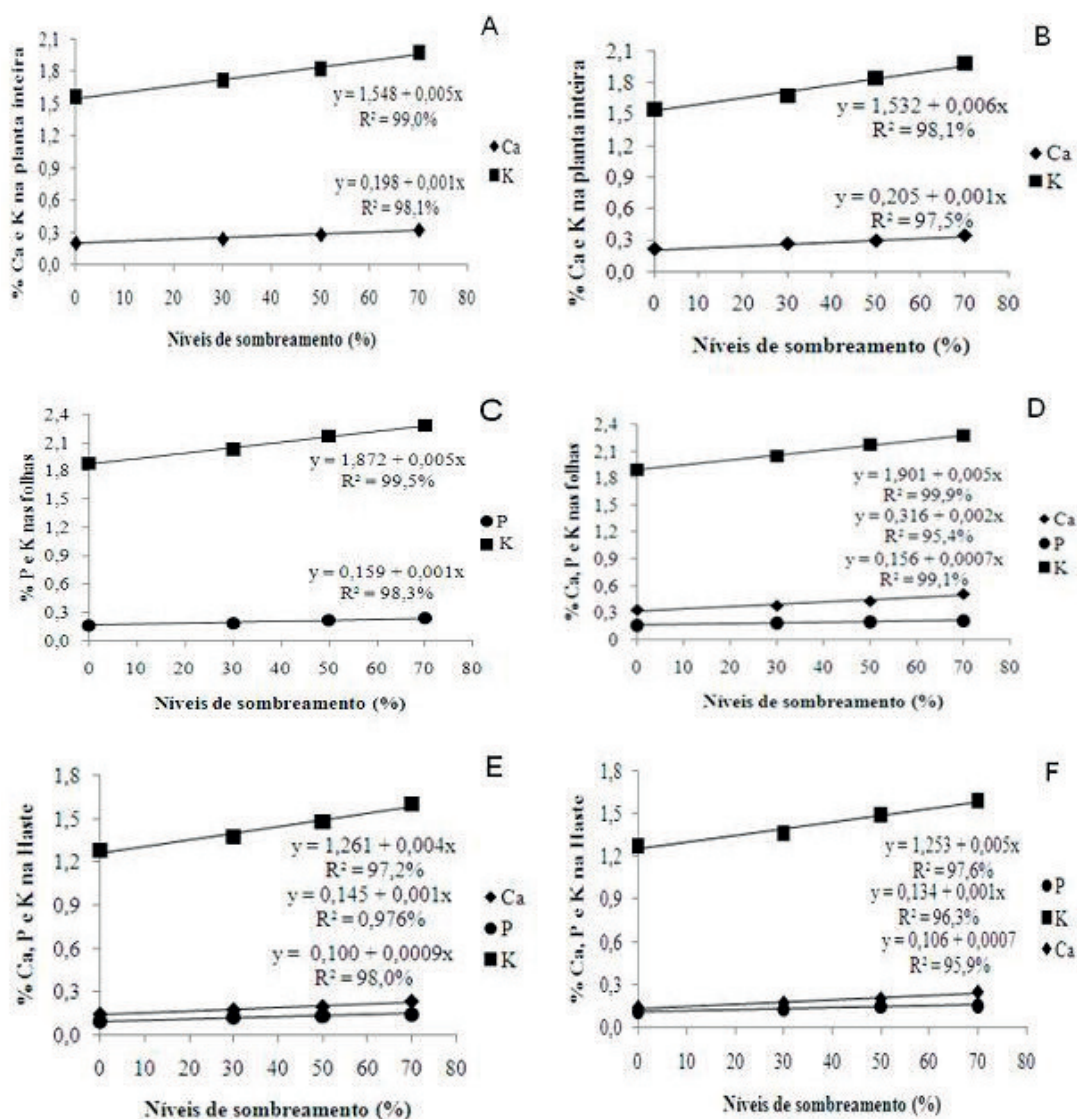 A
% Ca e K na planta inteira
2,1
1,8
1,5
1,2
0,9
0,6
0,3
0,0
y = 1,548 + 0,005x
R² = 99,0%
y = 0,198 + 0,001x
R² = 98,1%
Ca
K
0 10 20 30 40 50 60 70 80
Níveis de sombreamento (%)
B
% Ca e K na planta inteira
2,1
1,8
1,5
1,2
0,9
0,6
0,3
0,0
y = 1,532 + 0,006x
R² = 98,1%
y = 0,205 + 0,001x
R² = 97,5%
Ca
K
0 10 20 30 40 50 60 70 80
Níveis de sombreamento (%)
C
% P e K nas folhas
2,4
2,1
1,8
1,5
1,2
0,9
0,6
0,3
0,0
y = 1,872 + 0,005x
R² = 99,5%
y = 0,159 + 0,001x
R² = 98,3%
P
K
0 10 20 30 40 50 60 70 80
Níveis de sombreamento (%)
D
% Ca, P e K nas folhas
2,4
2,1
1,8
1,5
1,2
0,9
0,6
0,3
0
y = 1,901 + 0,005x
R² = 99,9%
y = 0,316 + 0,002x
R² = 95,4%
y = 0,156 + 0,0007x
R² = 99,1%
Ca
P
K
0 10 20 30 40 50 60 70 80
Níveis de sombreamento (%)
E
% Ca, P e K na Haste
1,8
1,5
1,2
0,9
0,6
0,3
0,0
y = 1,261 + 0,004x
R² = 97,2%
y = 0,145 + 0,001x
R² = 0,976%
y = 0,100 + 0,0009x
R² = 98,0%
Ca
P
K
0 10 20 30 40 50 60 70 80
Níveis de sombreamento (%)
F
% Ca, P e K na Haste
1,8
1,5
1,2
0,9
0,6
0,3
0,0
y = 1,253 + 0,005x
R² = 97,6%
y = 0,134 + 0,001x
R² = 96,3%
y = 0,106 + 0,0007
R² = 95,9%
P
K
Ca
0 10 20 30 40 50 60 70 80
Níveis de sombreamento (%)